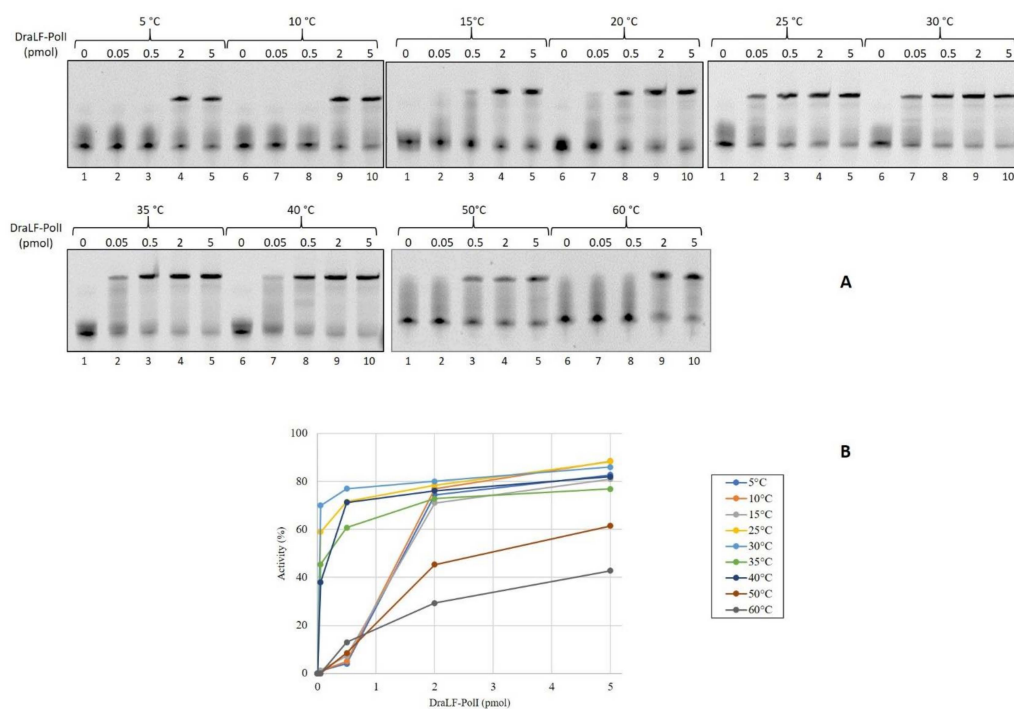 5 °C 10 °C 15°C 20 °C 25 °C 30 °C
DraLF-PolI
(pmol)
0 0.05 0.5 2 5 0 0.05 0.5 2 5 0 0.05 0.5 2 5 0 0.05 0.5 2 5 0 0.05 0.5 2 5 0 0.05 0.5 2 5
1 2 3 4 5 6 7 8 9 10 1 2 3 4 5 6 7 8 9 10 1 2 3 4 5 6 7 8 9 10
35 °C 40 °C 50°C 60 °C
DraLF-PolI
(pmol)
0 0.05 0.5 2 5 0 0.05 0.5 2 5 0 0.05 0.5 2 5 0 0.05 0.5 2 5
A
1 2 3 4 5 6 7 8 9 10 1 2 3 4 5 6 7 8 9 10
B
100
80
60
40
20
0
Activity (%)
0 1 2 3 4 5
DraLF-PolI (pmol)
5°C
10°C
15°C
25°C
30°C
35°C
40°C
50°C
60°C